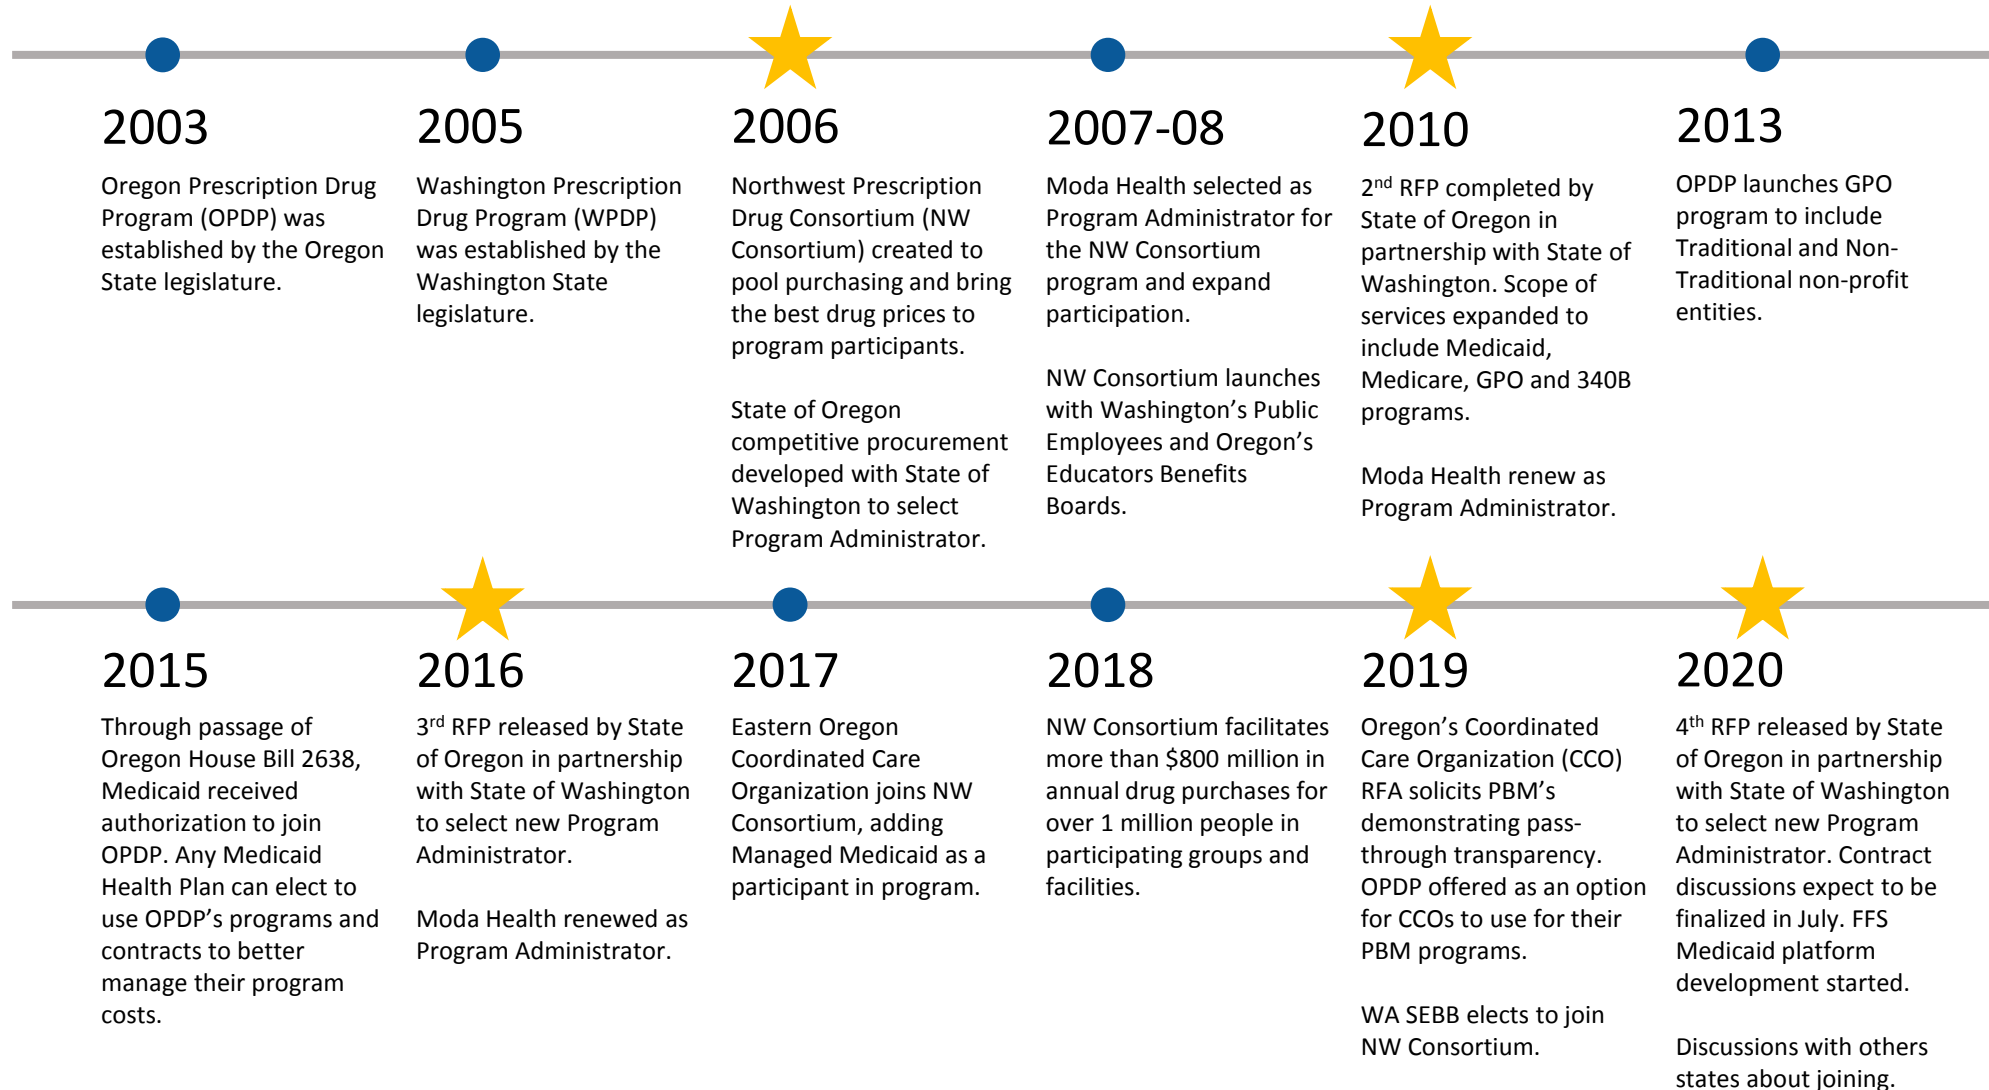 2003
Oregon Prescription Drug
Program (OPDP) was
established by the Oregon
State legislature.
2005
Washington Prescription
Drug Program (WPDP)
was established by the
Washington State
legislature.
2006
Northwest Prescription
Drug Consortium (NW
Consortium) created to
pool purchasing and bring
the best drug prices to
program participants.
State of Oregon
competitive procurement
developed with State of
Washington to select
Program Administrator.
2007-08
Moda Health selected as
Program Administrator for
the NW Consortium
program and expand
participation.
NW Consortium launches
with Washington’s Public
Employees and Oregon’s
Educators Benefits
Boards.
2010
2nd RFP completed by
State of Oregon in
partnership with State of
Washington. Scope of
services expanded to
include Medicaid,
Medicare, GPO and 340B
programs.
Moda Health renew as
Program Administrator.
2013
OPDP launches GPO
program to include
Traditional and Non-
Traditional non-profit
entities.
2015
Through passage of
Oregon House Bill 2638,
Medicaid received
authorization to join
OPDP. Any Medicaid
Health Plan can elect to
use OPDP’s programs and
contracts to better
manage their program
costs.
2016
3rd RFP released by State
of Oregon in partnership
with State of Washington
to select new Program
Administrator.
Moda Health renewed as
Program Administrator.
2017
Eastern Oregon
Coordinated Care
Organization joins NW
Consortium, adding
Managed Medicaid as a
participant in program.
2018
NW Consortium facilitates
more than $800 million in
annual drug purchases for
over 1 million people in
participating groups and
facilities.
2019
Oregon’s Coordinated
Care Organization (CCO)
RFA solicits PBM’s
demonstrating pass-
through transparency.
OPDP offered as an option
for CCOs to use for their
PBM programs.
WA SEBB elects to join
NW Consortium.
2020
4th RFP released by State
of Oregon in partnership
with State of Washington
to select new Program
Administrator. Contract
discussions expect to be
finalized in July. FFS
Medicaid platform
development started.
Discussions with others
states about joining.